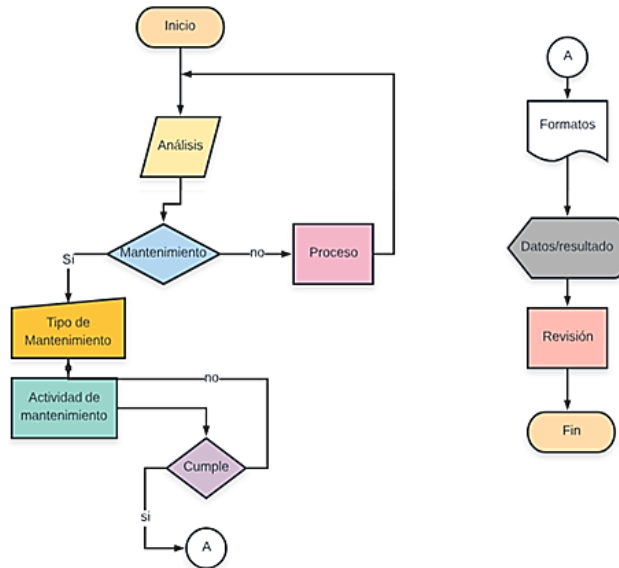 Inicio
Análisis
Mantenimiento
no
Proceso
Si
Tipo de
Mantenimiento
no
Actividad de
mantenimiento
Cumple
si
A
A
Formatos
Datos/resultado
Revisión
Fin